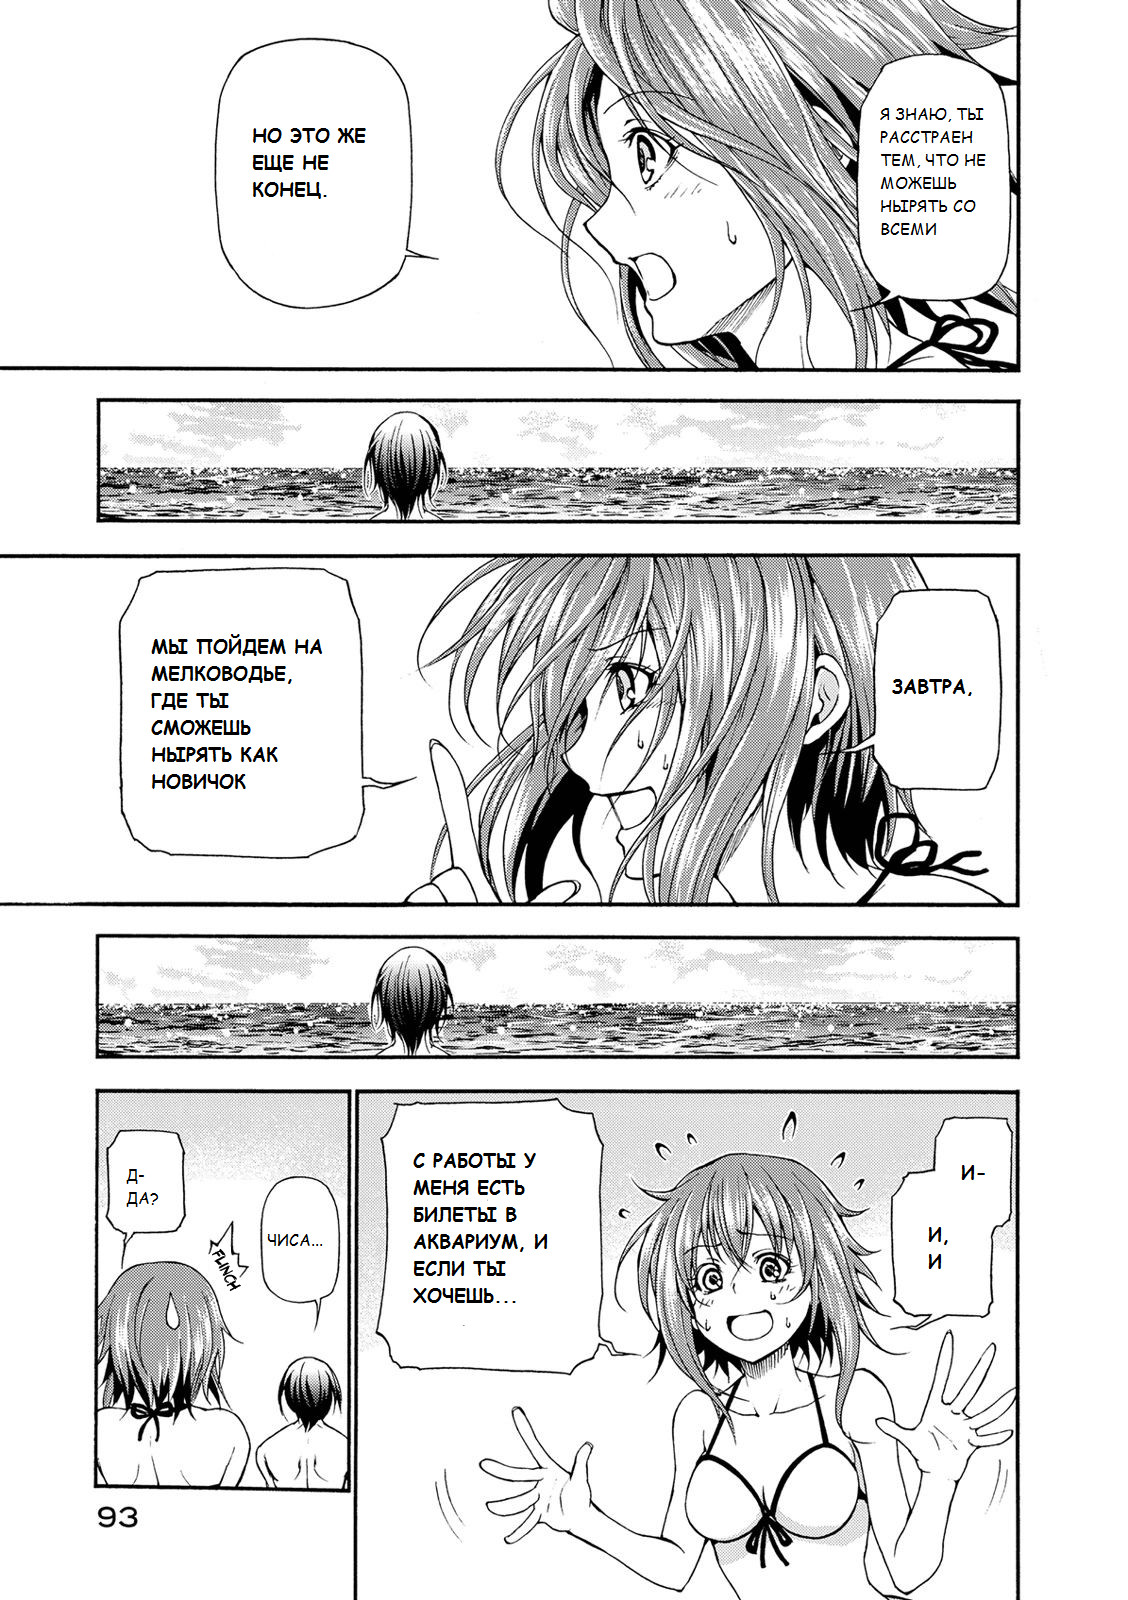 Я ЗНАЮ, ТЫ
РАССТРАЕН
ТЕМ, ЧТО НЕ
МОЖЕШЬ
НЫРЯТЬ СО
ВСЕМИ
НО ЭТО ЖЕ
ЕЩЕ НЕ
КОНЕЦ.
ЗАВТРА,
МЫ ПОЙДЕМ НА
МЕЛКОВОДЬЕ,
ГДЕ ТЫ
СМОЖЕШЬ
НЫРЯТЬ КАК
НОВИЧОК
И-
И,
И
С РАБОТЫ У
МЕНЯ ЕСТЬ
БИЛЕТЫ В
АКВАРИУМ, И
ЕСЛИ ТЫ
ХОЧЕШЬ...
ЧИСА...
FLINCH
Д-
ДА?
93